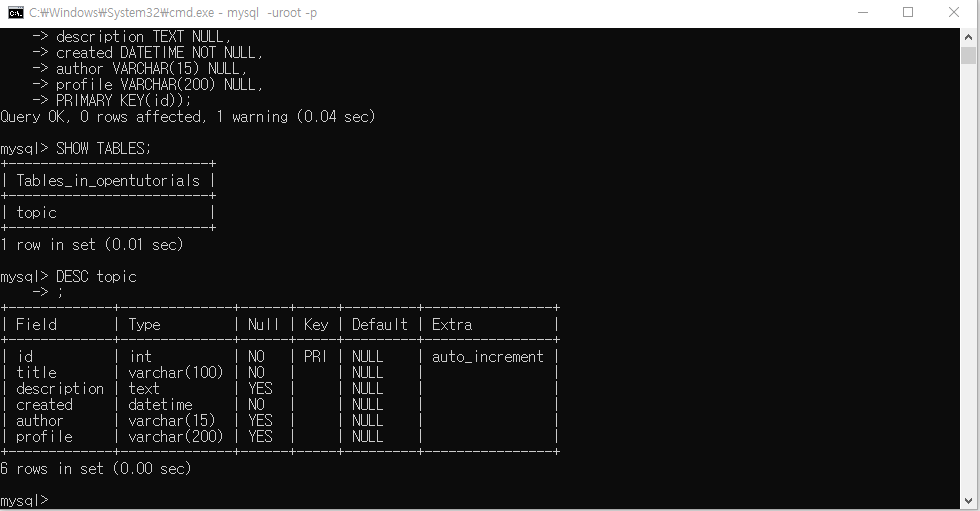 C:₩Windows₩System32₩cmd.exe - mysql  -uroot -p
    -> description TEXT NULL,
    -> created DATETIME NOT NULL,
    -> author VARCHAR(15) NULL,
    -> profile VARCHAR(200) NULL,
    -> PRIMARY KEY(id));
Query OK, 0 rows affected, 1 warning (0.04 sec)
mysql> SHOW TABLES;
+-------------------------+
| Tables_in_opentutorials |
+-------------------------+
| topic                   |
+-------------------------+
1 row in set (0.01 sec)
mysql> DESC topic
    -> ;
+-------------+--------------+------+-----+---------+----------------+
| Field       | Type         | Null | Key | Default | Extra          |
+-------------+--------------+------+-----+---------+----------------+
| id          | int          | NO   | PRI | NULL    | auto_increment |
| title       | varchar(100) | NO   |     | NULL    |                |
| description | text         | YES  |     | NULL    |                |
| created     | datetime     | NO   |     | NULL    |                |
| author      | varchar(15)  | YES  |     | NULL    |                |
| profile     | varchar(200) | YES  |     | NULL    |                |
+-------------+--------------+------+-----+---------+----------------+
6 rows in set (0.00 sec)
mysql>